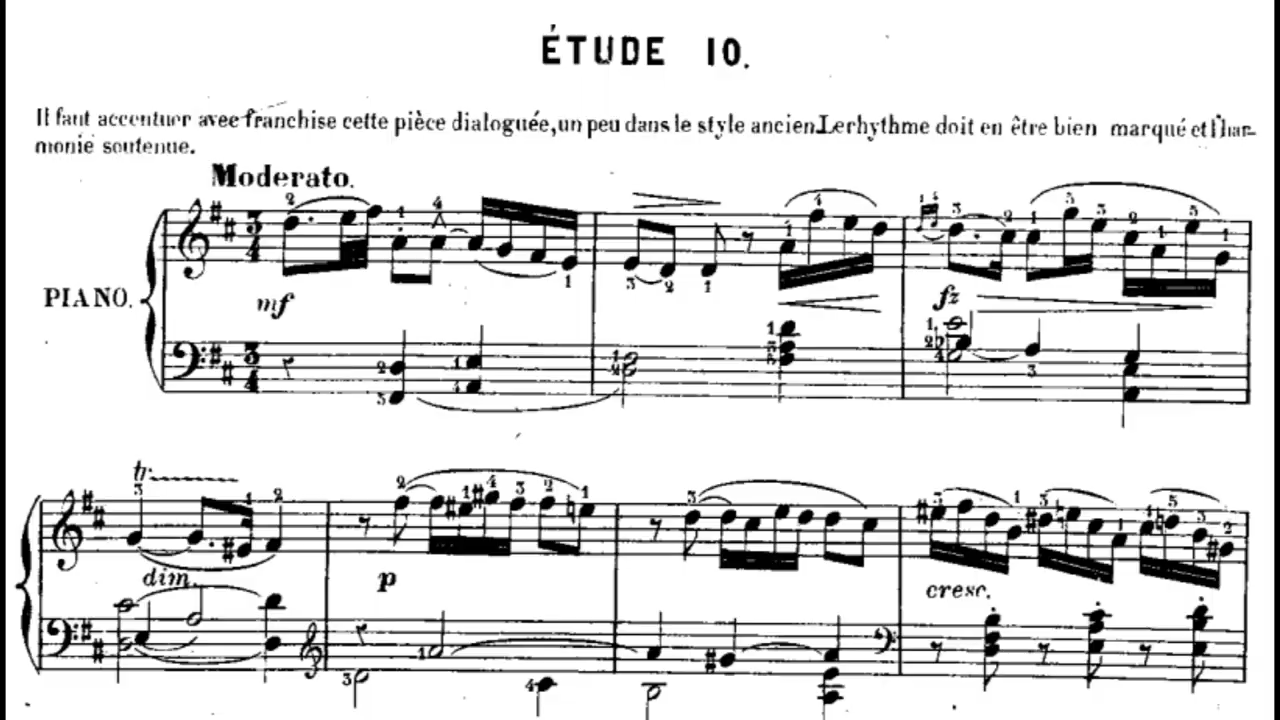 ÉTUDE 10.
Il faut accentuer avec franchise cette pièce dialoguée, un peu dans le style ancien. Le rhythme doit en être bien marqué et l'har-
monie soutenue.
Moderato.
PIANO.
mf
fz
tr
dim.
p
cresc.